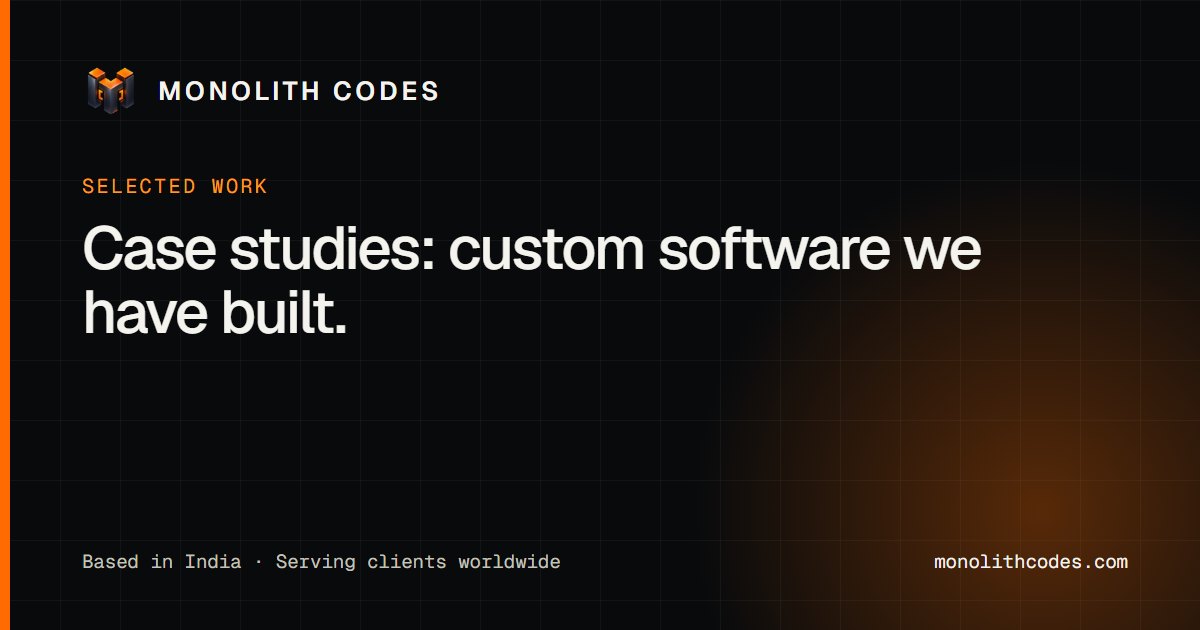 MONOLITH CODES
SELECTED WORK
Case studies: custom software we
have built.
Based in India · Serving clients worldwide
monolithcodes.com